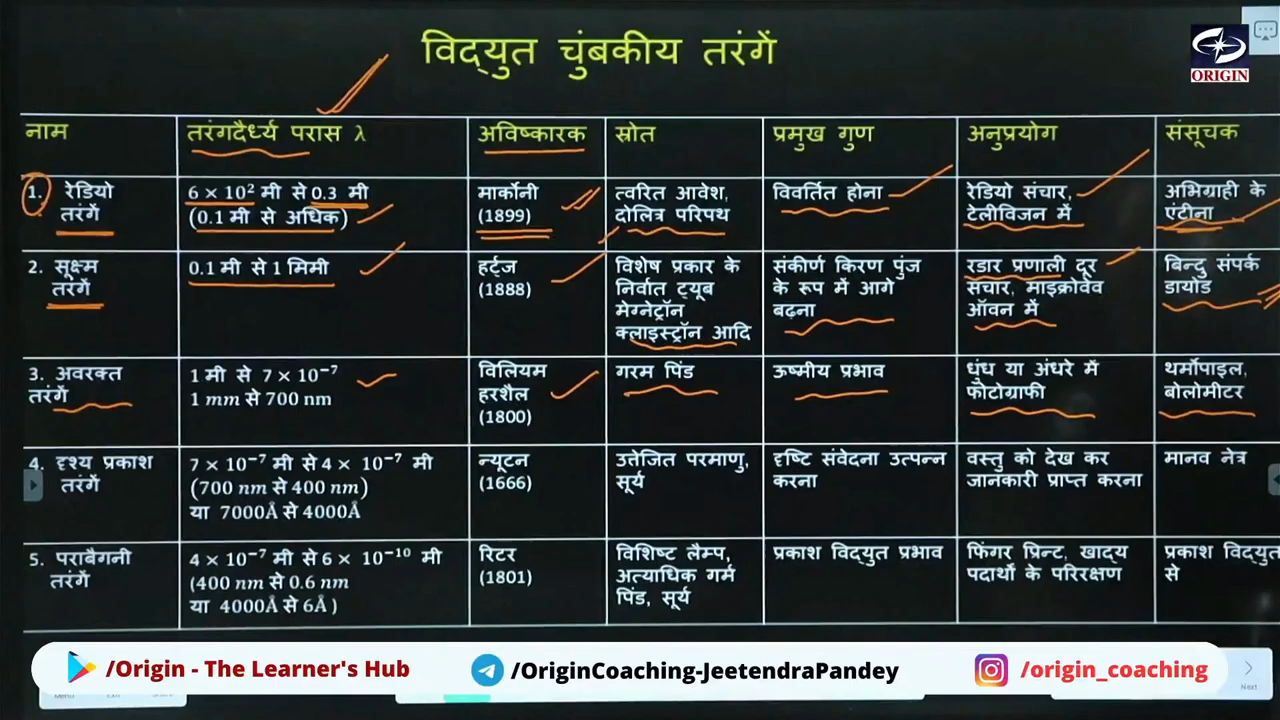 विद्युत चुंबकीय तरंगें
ORIGIN
नाम
तरंगदैर्ध्य परास λ
अविष्कारक
स्रोत
प्रमुख गुण
अनुप्रयोग
संसूचक
1. रेडियो
तरंगें
6 × 10² मी से 0.3 मी
(0.1 मी से अधिक)
मार्कोनी
(1899)
त्वरित आवेश,
दोलित्र परिपथ
विवर्तित होना
रेडियो संचार,
टेलीविजन में
अभिग्राही के
एंटीना
2. सूक्ष्म
तरंगें
0.1 मी से 1 मिमी
हर्ट्ज
(1888)
विशेष प्रकार के
निर्वात ट्यूब
मेग्नेट्रॉन
क्लाइस्ट्रॉन आदि
संकीर्ण किरण पुंज
के रूप में आगे
बढ़ना
रडार प्रणाली दूर
संचार, माइक्रोवेव
ऑवन में
बिन्दु संपर्क
डायोड
3. अवरक्त
तरंगें
1 मी से 7 × 10⁻⁷
1 mm से 700 nm
विलियम
हरशैल
(1800)
गरम पिंड
ऊष्मीय प्रभाव
धुंध या अंधरे में
फोटोग्राफी
थर्मोपाइल,
बोलोमीटर
4. दृश्य प्रकाश
तरंगें
7 × 10⁻⁷ मी से 4 × 10⁻⁷ मी
(700 nm से 400 nm)
या 7000Å से 4000Å
न्यूटन
(1666)
उतेजित परमाणु,
सूर्य
दृष्टि संवेदना उत्पन्न
करना
वस्तु को देख कर
जानकारी प्राप्त करना
मानव नेत्र
5. पराबैगनी
तरंगें
4 × 10⁻⁷ मी से 6 × 10⁻¹⁰ मी
(400 nm से 0.6 nm
या 4000Å से 6Å )
रिटर
(1801)
विशिष्ट लैम्प,
अत्याधिक गर्म
पिंड, सूर्य
प्रकाश विद्युत प्रभाव
फिंगर प्रिन्ट, खाद्य
पदार्थो के परिरक्षण
प्रकाश विद्युत
से
/Origin - The Learner's Hub
/OriginCoaching-JeetendraPandey
/origin_coaching
Menu
Next